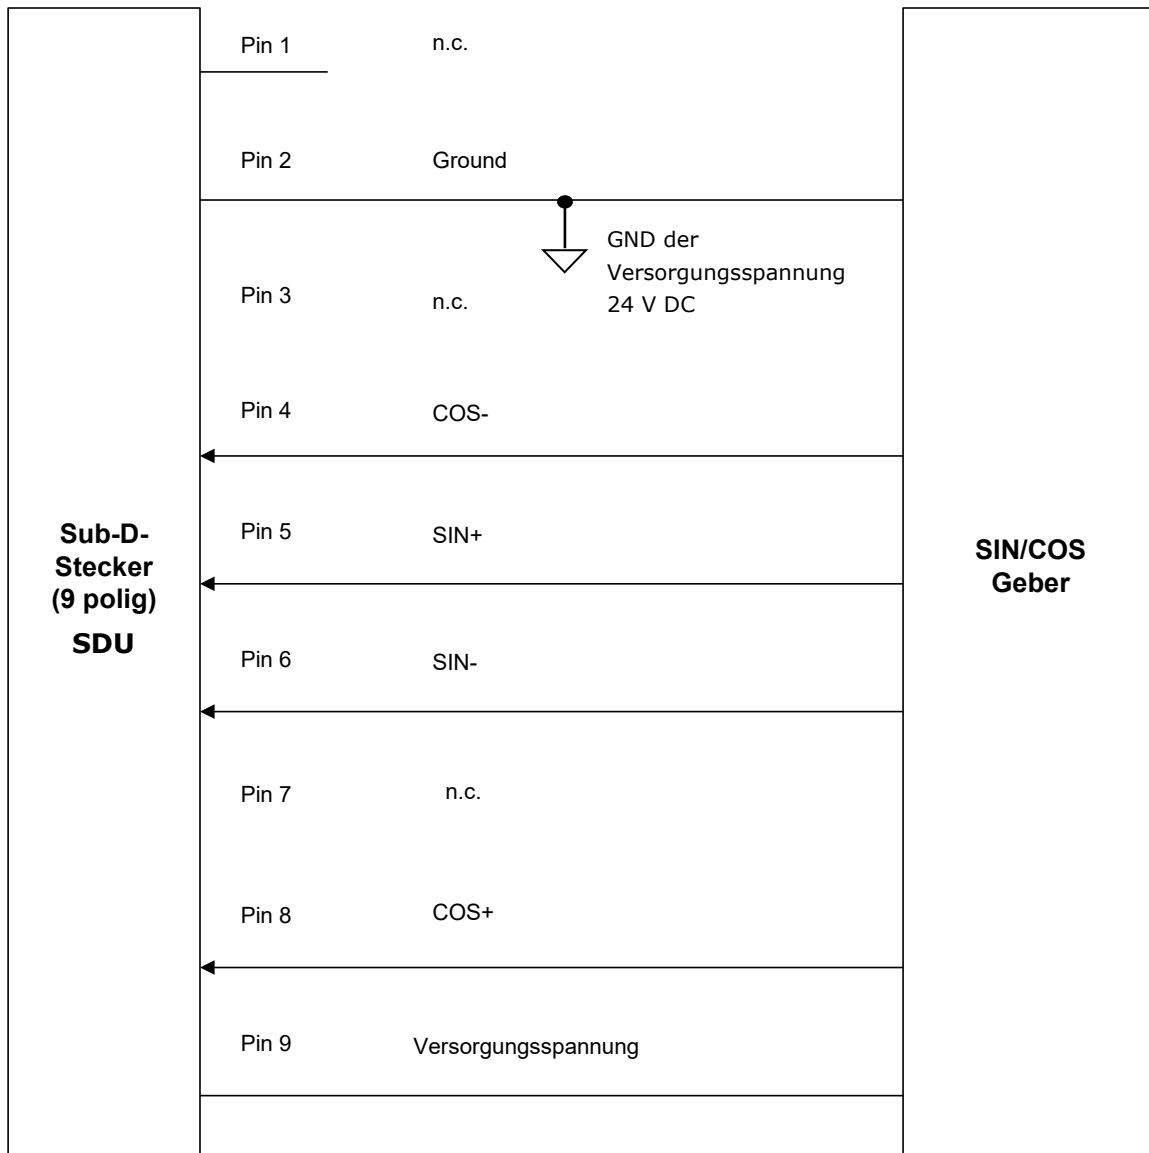 Pin 1
n.c.
Pin 2
Ground
GND der
Versorgungsspannung
24 V DC
Pin 3
n.c.
Pin 4
COS-
Sub-D-
Stecker
(9 polig)
SDU
Pin 5
SIN+
SIN/COS
Geber
Pin 6
SIN-
Pin 7
n.c.
Pin 8
COS+
Pin 9
Versorgungsspannung